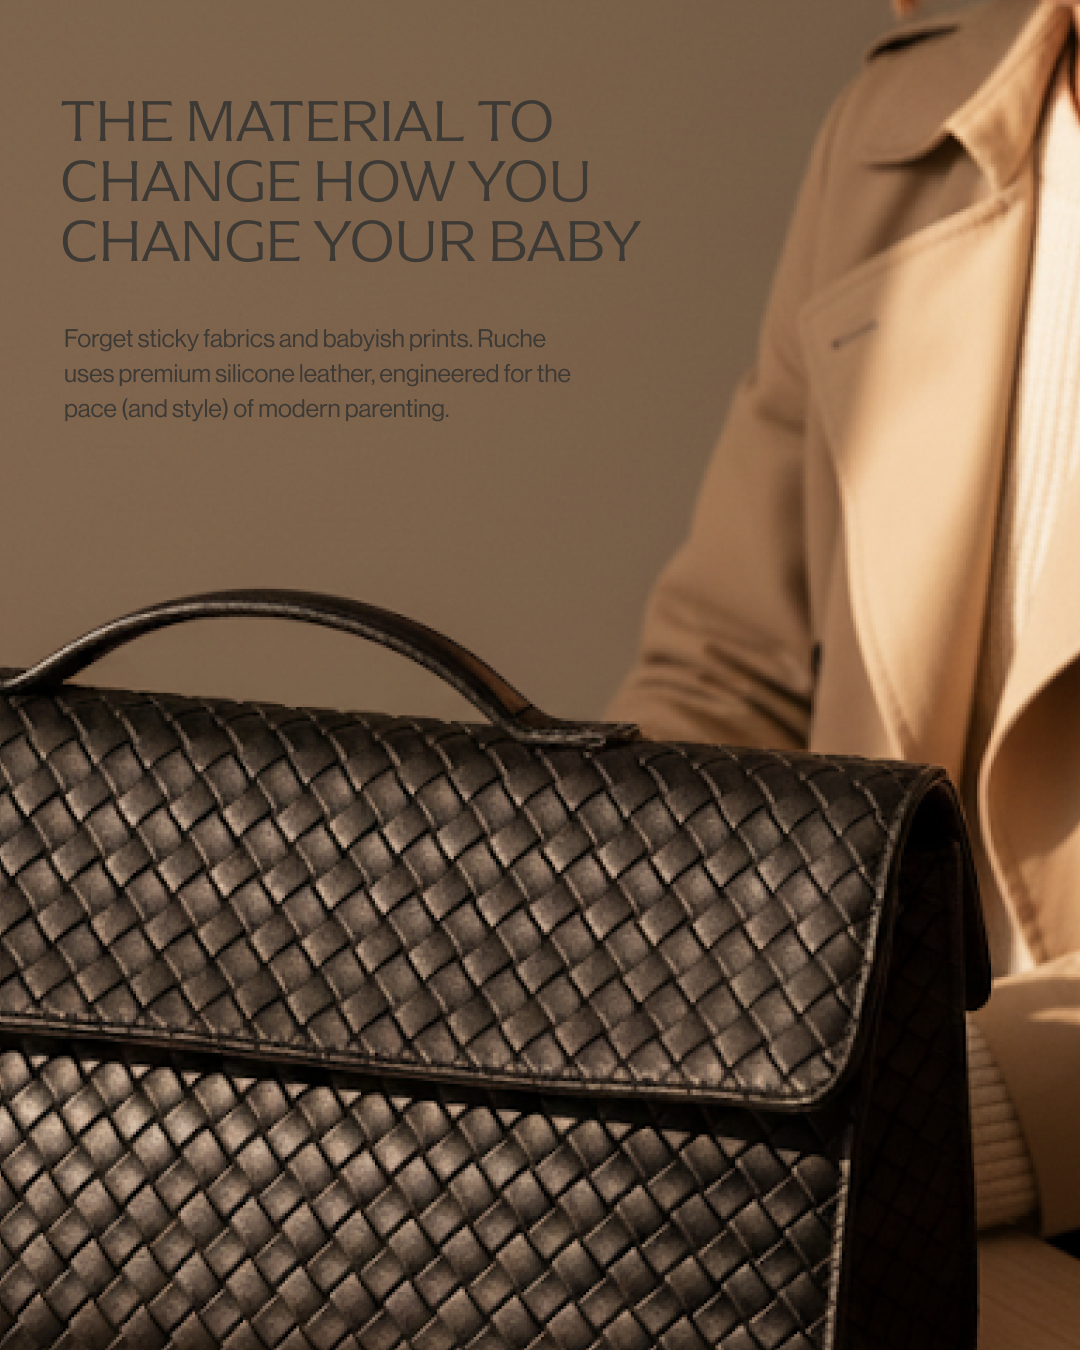 THE MATERIAL TO
CHANGE HOW YOU
CHANGE YOUR BABY
Forget sticky fabrics and babyish prints. Ruche
uses premium silicone leather, engineered for the
pace (and style) of modern parenting.